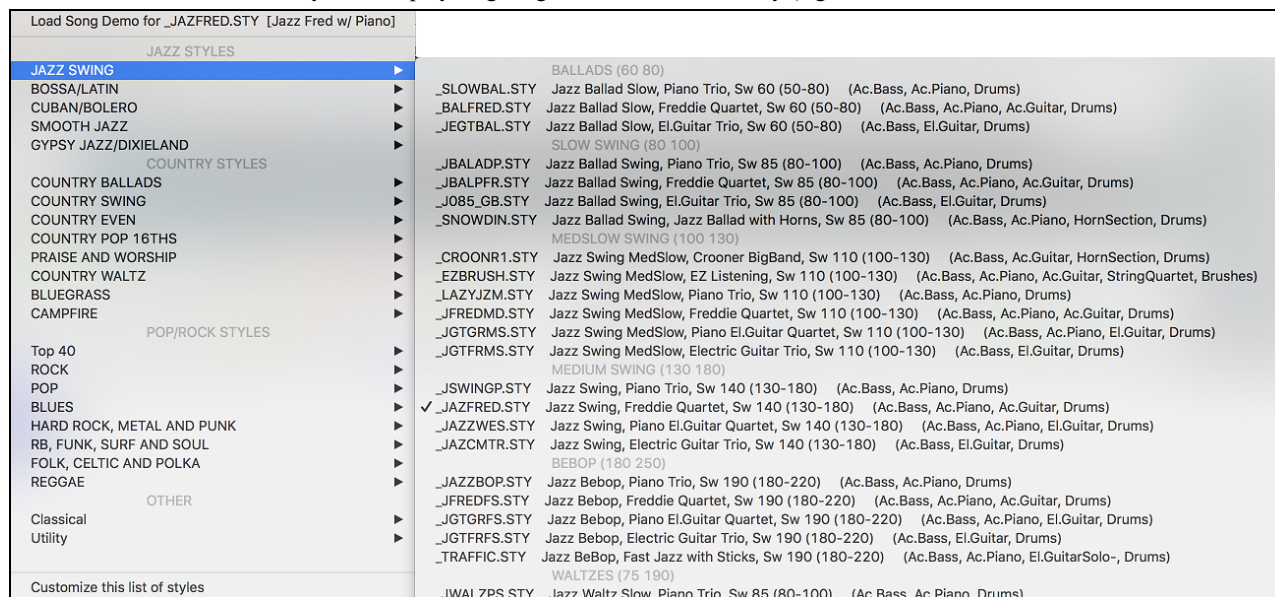 Load Song Demo for _JAZFRED.STY [Jazz Fred w/ Piano]
JAZZ STYLES
JAZZ SWING
BOSSA/LATIN
CUBAN/BOLERO
SMOOTH JAZZ
GYPSY JAZZ/DIXIELAND
COUNTRY STYLES
COUNTRY BALLADS
COUNTRY SWING
COUNTRY EVEN
COUNTRY POP 16THS
PRAISE AND WORSHIP
COUNTRY WALTZ
BLUEGRASS
CAMPFIRE
POP/ROCK STYLES
Top 40
ROCK
POP
BLUES
HARD ROCK, METAL AND PUNK
RB, FUNK, SURF AND SOUL
FOLK, CELTIC AND POLKA
REGGAE
OTHER
Classical
Utility
Customize this list of styles
BALLADS (60 80)
_SLOWBAL.STY Jazz Ballad Slow, Piano Trio, Sw 60 (50-80) (Ac.Bass, Ac.Piano, Drums)
_BALFRED.STY Jazz Ballad Slow, Freddie Quartet, Sw 60 (50-80) (Ac.Bass, Ac.Piano, Ac.Guitar, Drums)
_JEGTBAL.STY Jazz Ballad Slow, El.Guitar Trio, Sw 60 (50-80) (Ac.Bass, El.Guitar, Drums)
SLOW SWING (80 100)
_JBALADP.STY Jazz Ballad Swing, Piano Trio, Sw 85 (80-100) (Ac.Bass, Ac.Piano, Drums)
_JBALPFR.STY Jazz Ballad Swing, Freddie Quartet, Sw 85 (80-100) (Ac.Bass, Ac.Piano, Ac.Guitar, Drums)
_J085_GB.STY Jazz Ballad Swing, El.Guitar Trio, Sw 85 (80-100) (Ac.Bass, El.Guitar, Drums)
_SNOWDIN.STY Jazz Ballad Swing, Jazz Ballad with Horns, Sw 85 (80-100) (Ac.Bass, Ac.Piano, HornSection, Drums)
MEDSLOW SWING (100 130)
_CROONR1.STY Jazz Swing MedSlow, Crooner BigBand, Sw 110 (100-130) (Ac.Bass, Ac.Guitar, HornSection, Drums)
_EZBRUSH.STY Jazz Swing MedSlow, EZ Listening, Sw 110 (100-130) (Ac.Bass, Ac.Piano, Ac.Guitar, StringQuartet, Brushes)
_LAZYJZM.STY Jazz Swing MedSlow, Piano Trio, Sw 110 (100-130) (Ac.Bass, Ac.Piano, Drums)
_JFREDMD.STY Jazz Swing MedSlow, Freddie Quartet, Sw 110 (100-130) (Ac.Bass, Ac.Piano, Ac.Guitar, Drums)
_JGTGRMS.STY Jazz Swing MedSlow, Piano El.Guitar Quartet, Sw 110 (100-130) (Ac.Bass, Ac.Piano, El.Guitar, Drums)
_JGTFRMS.STY Jazz Swing MedSlow, Electric Guitar Trio, Sw 110 (100-130) (Ac.Bass, El.Guitar, Drums)
MEDIUM SWING (130 180)
_JSWINGP.STY Jazz Swing, Piano Trio, Sw 140 (130-180) (Ac.Bass, Ac.Piano, Drums)
✓ _JAZFRED.STY Jazz Swing, Freddie Quartet, Sw 140 (130-180) (Ac.Bass, Ac.Piano, Ac.Guitar, Drums)
_JAZZWES.STY Jazz Swing, Piano El.Guitar Quartet, Sw 140 (130-180) (Ac.Bass, Ac.Piano, El.Guitar, Drums)
_JAZCMTR.STY Jazz Swing, Electric Guitar Trio, Sw 140 (130-180) (Ac.Bass, El.Guitar, Drums)
BEBOP (180 250)
_JAZZBOP.STY Jazz Bebop, Piano Trio, Sw 190 (180-220) (Ac.Bass, Ac.Piano, Drums)
_JFREDFS.STY Jazz Bebop, Freddie Quartet, Sw 190 (180-220) (Ac.Bass, Ac.Piano, Ac.Guitar, Drums)
_JGTGRFS.STY Jazz Bebop, Piano El.Guitar Quartet, Sw 190 (180-220) (Ac.Bass, Ac.Piano, El.Guitar, Drums)
_JGTFRFS.STY Jazz Bebop, Electric Guitar Trio, Sw 190 (180-220) (Ac.Bass, El.Guitar, Drums)
_TRAFFIC.STY Jazz BeBop, Fast Jazz with Sticks, Sw 190 (180-220) (Ac.Bass, Ac.Piano, El.GuitarSolo-, Drums)
WALTZES (75 190)
_JWALZPS.STY Jazz Waltz Slow, Piano Trio, Sw 85 (80-100) (Ac.Bass, Ac.Piano, Drums)